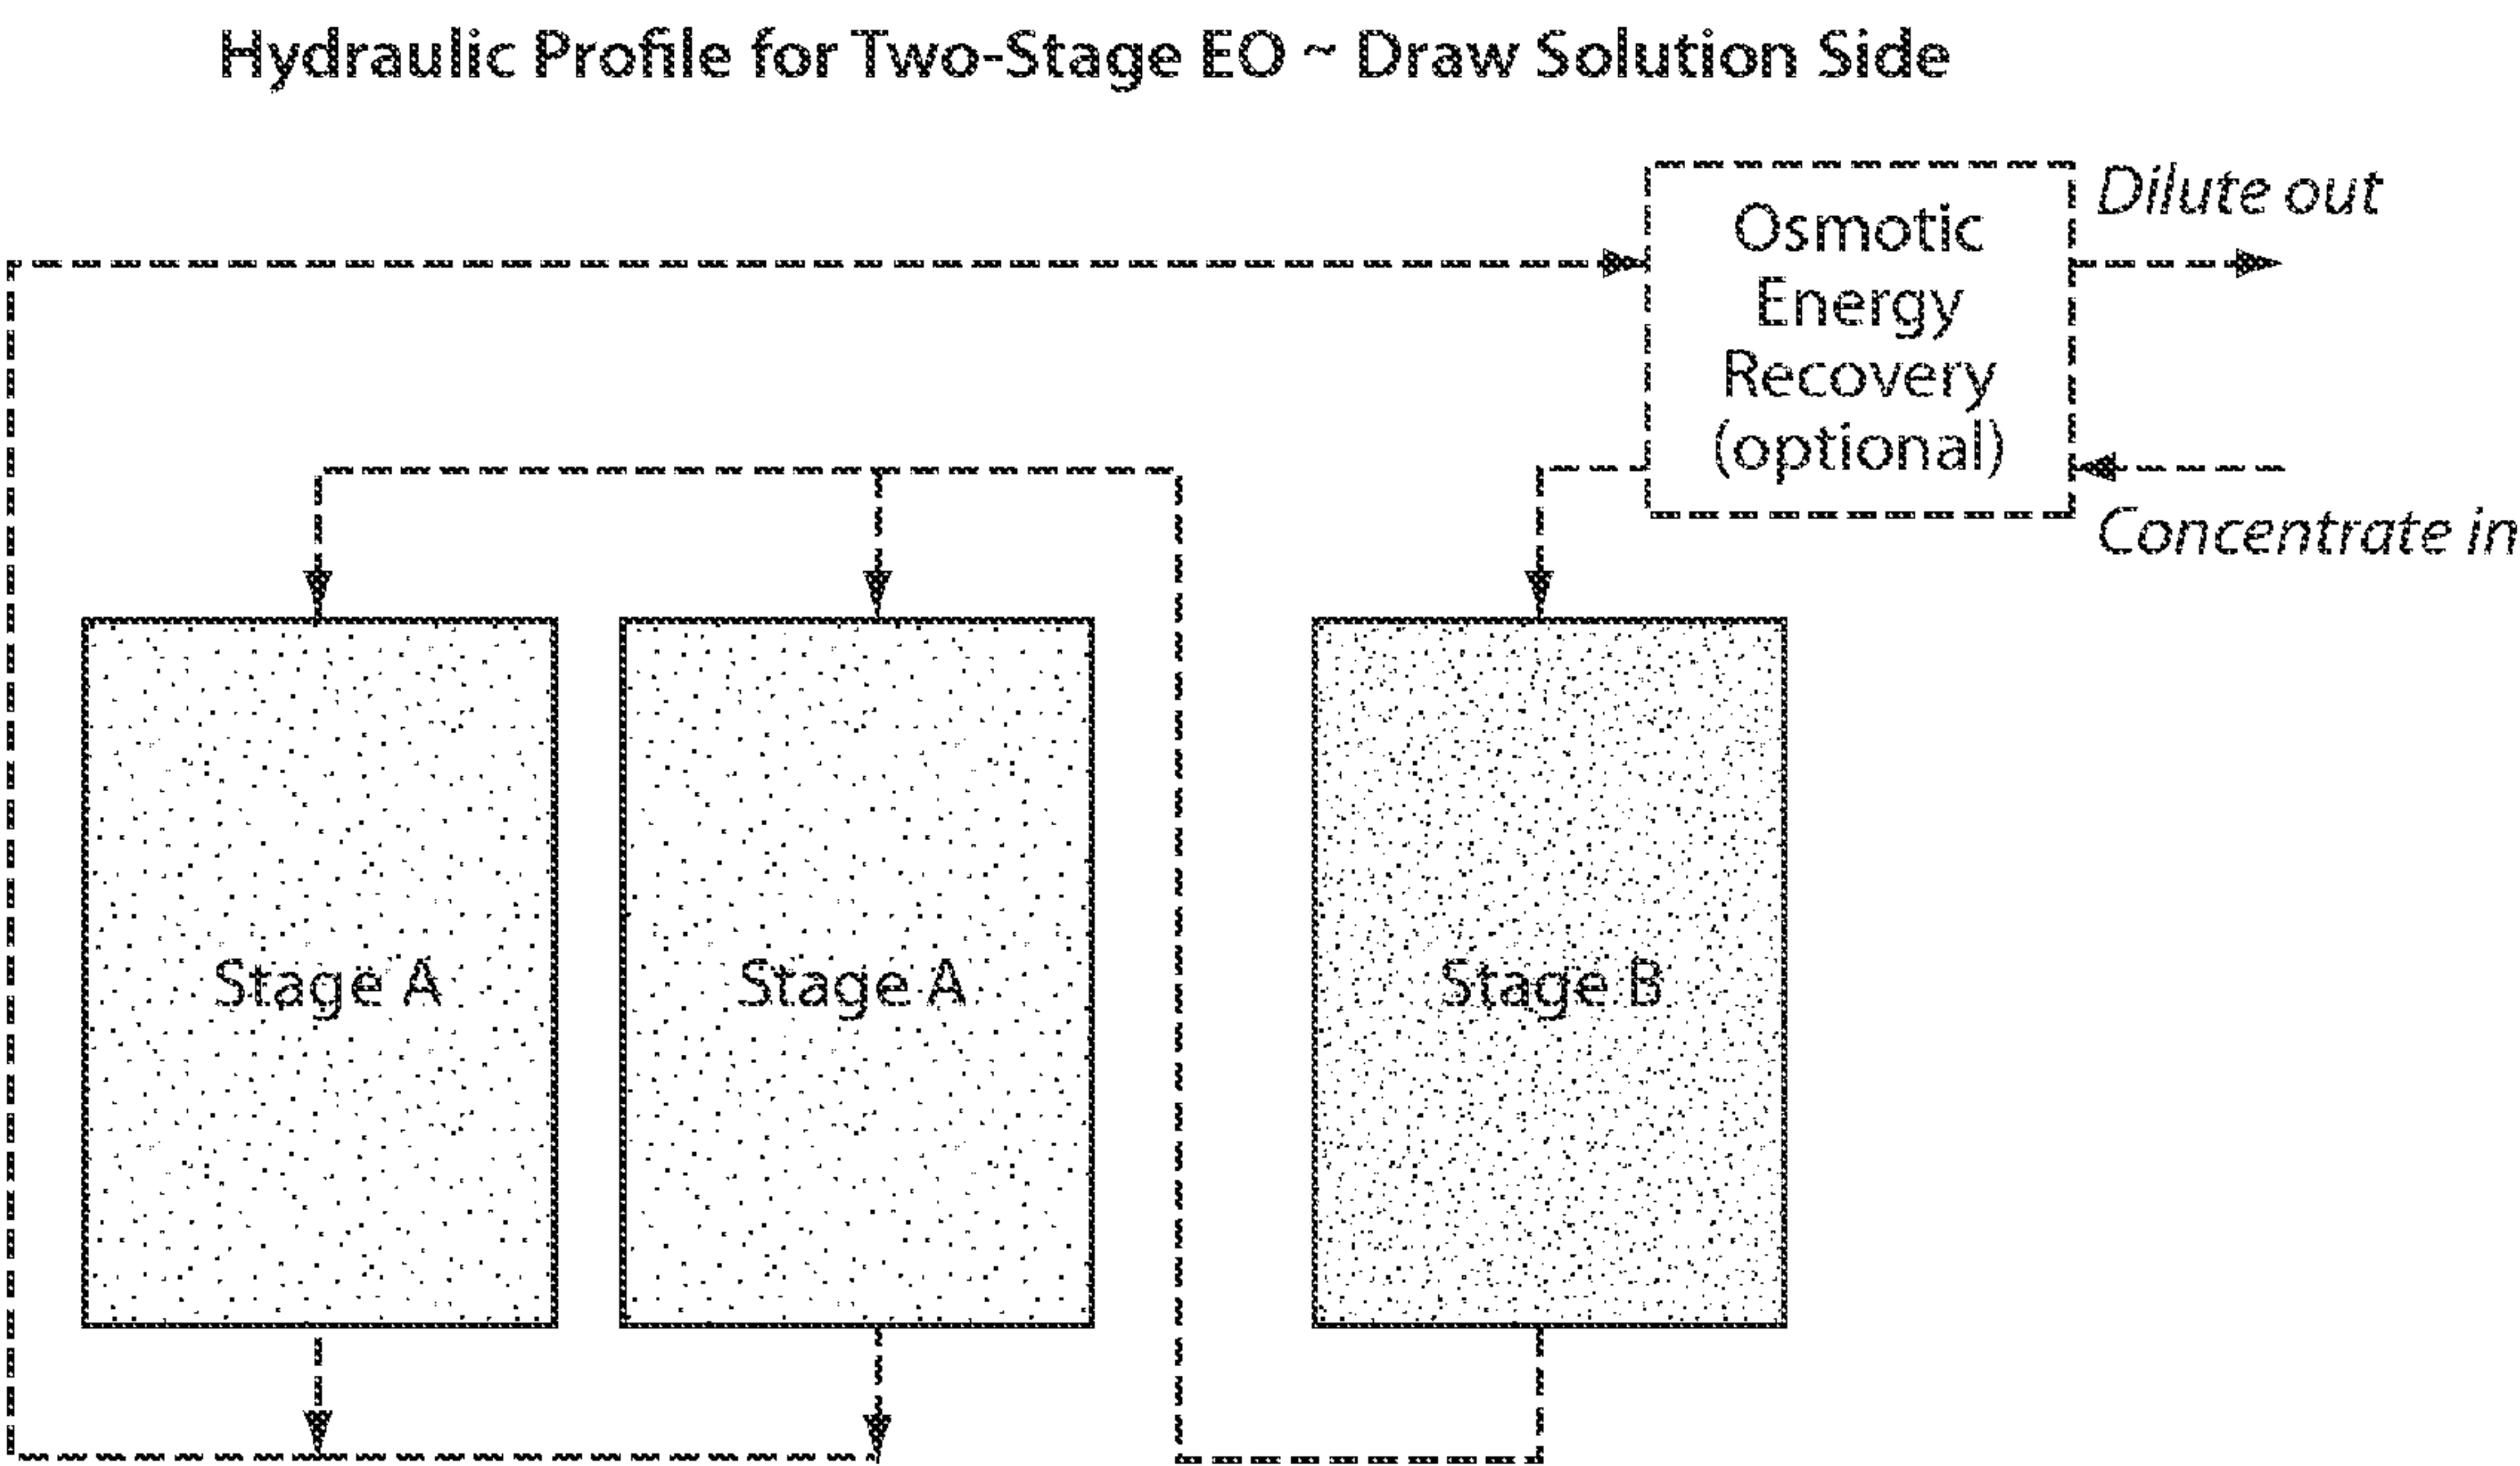 Hydraulic Profile for Two-Stage EO ~ Draw Solution Side
Dilute out
Osmotic
Energy
Recovery
(optional)
Concentrate in
Stage A
Stage A
Stage B